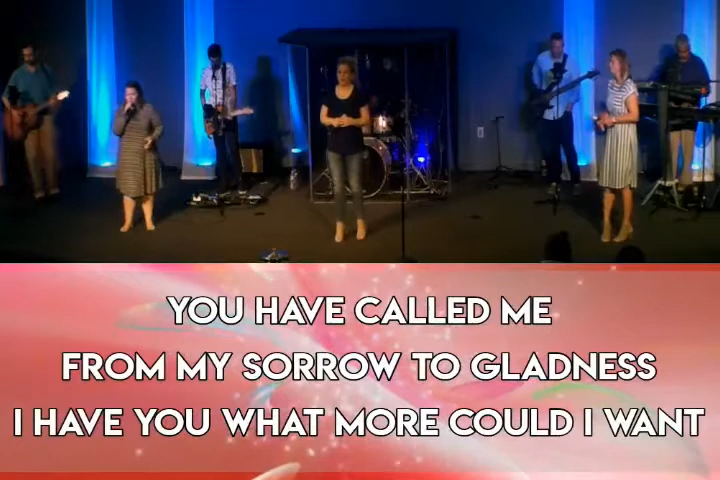 YOU HAVE CALLED ME
FROM MY SORROW TO GLADNESS
I HAVE YOU WHAT MORE COULD I WANT